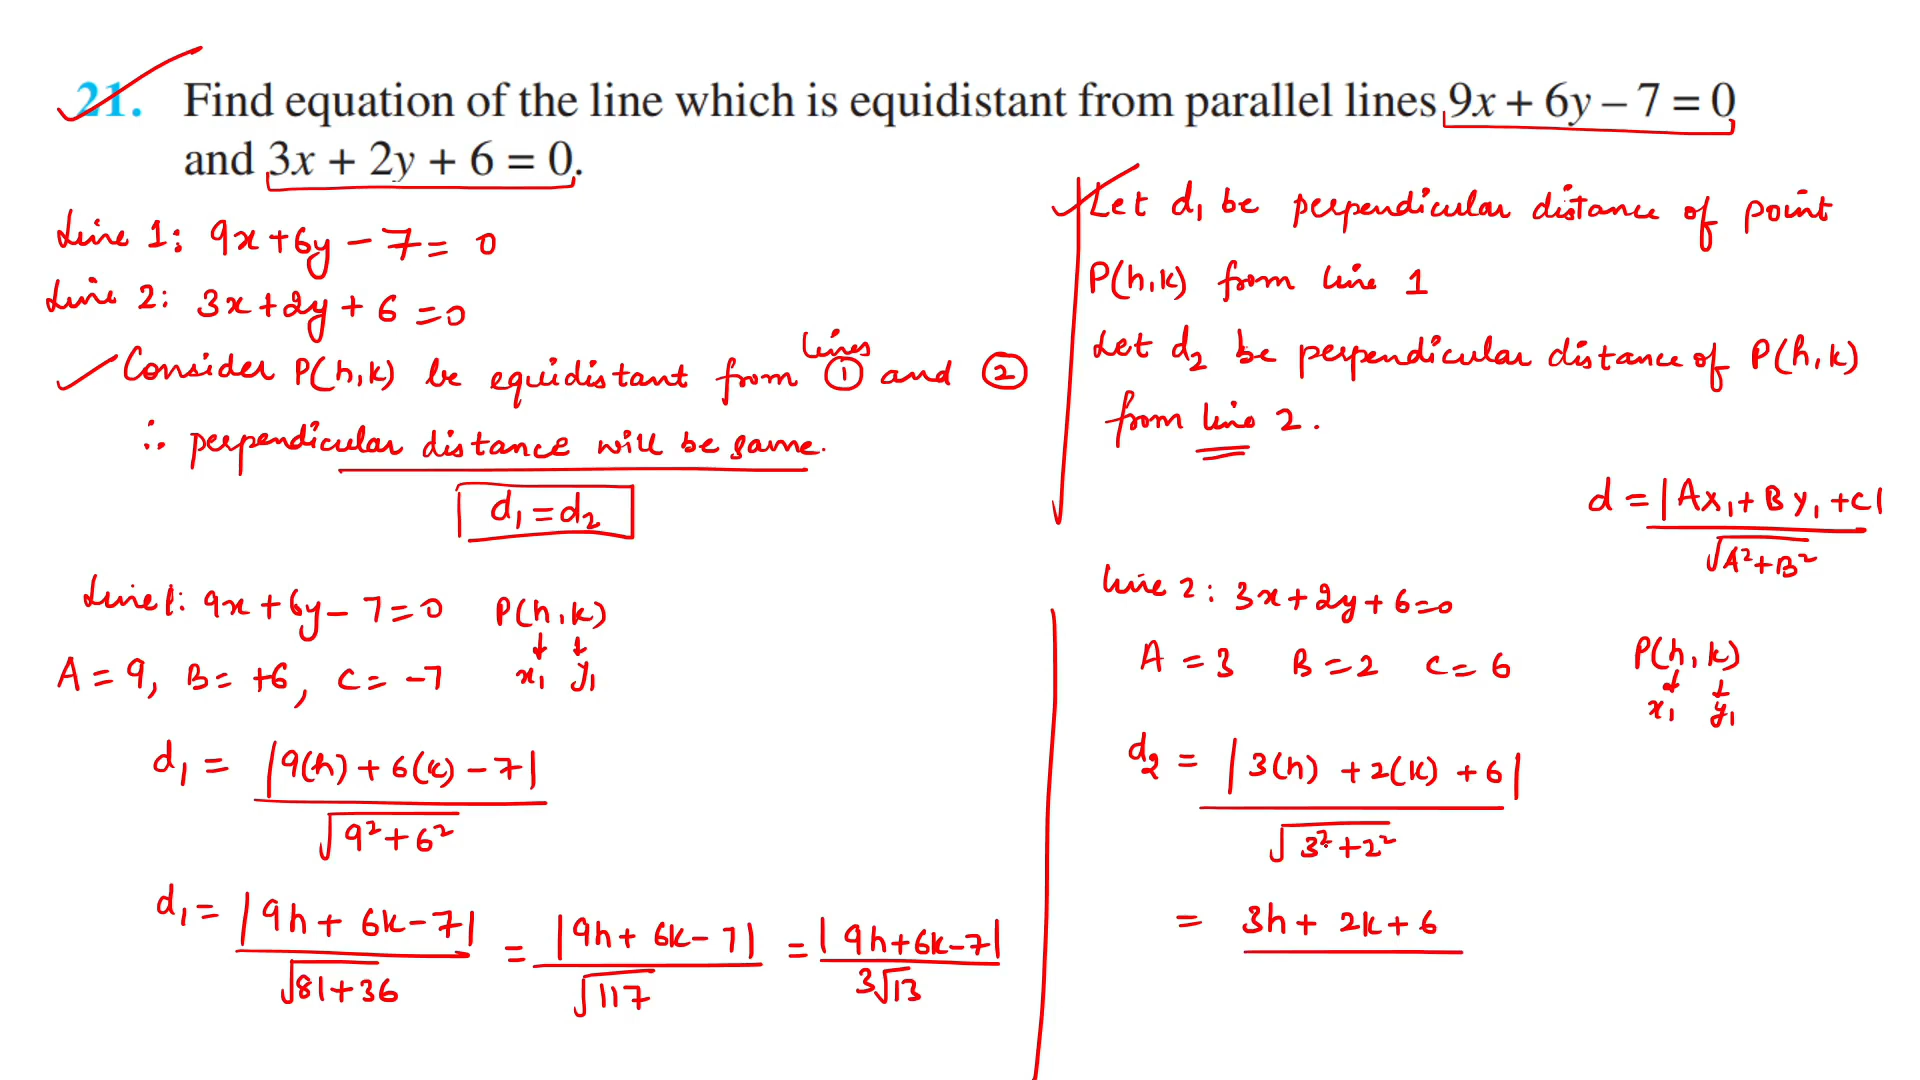 21. Find equation of the line which is equidistant from parallel lines 9x + 6y – 7 = 0
and 3x + 2y + 6 = 0.
Line 1: 9x+6y-7=0
Line 2: 3x+2y+6=0
Consider P(h,k) be equidistant from lines ① and ②
∴ perpendicular distance will be same.
d₁=d₂
Let d₁ be perpendicular distance of point
P(h,k) from line 1
Let d₂ be perpendicular distance of P(h,k)
from line 2.
d = |Ax₁+By₁+C|
√A²+B²
Line 1: 9x+6y-7=0 P(h,k)
↓ ↓
A=9, B=+6, C=-7 x₁ y₁
d₁ = |9(h)+6(k)-7|
√9²+6²
d₁= |9h+6k-7| = |9h+6k-7| = |9h+6k-7|
√81+36 √117 3√13
line 2: 3x+2y+6=0
A=3 B=2 C=6 P(h,k)
↓ ↓
x₁ y₁
d₂ = |3(h)+2(k)+6|
√3²+2²
= 3h+2k+6